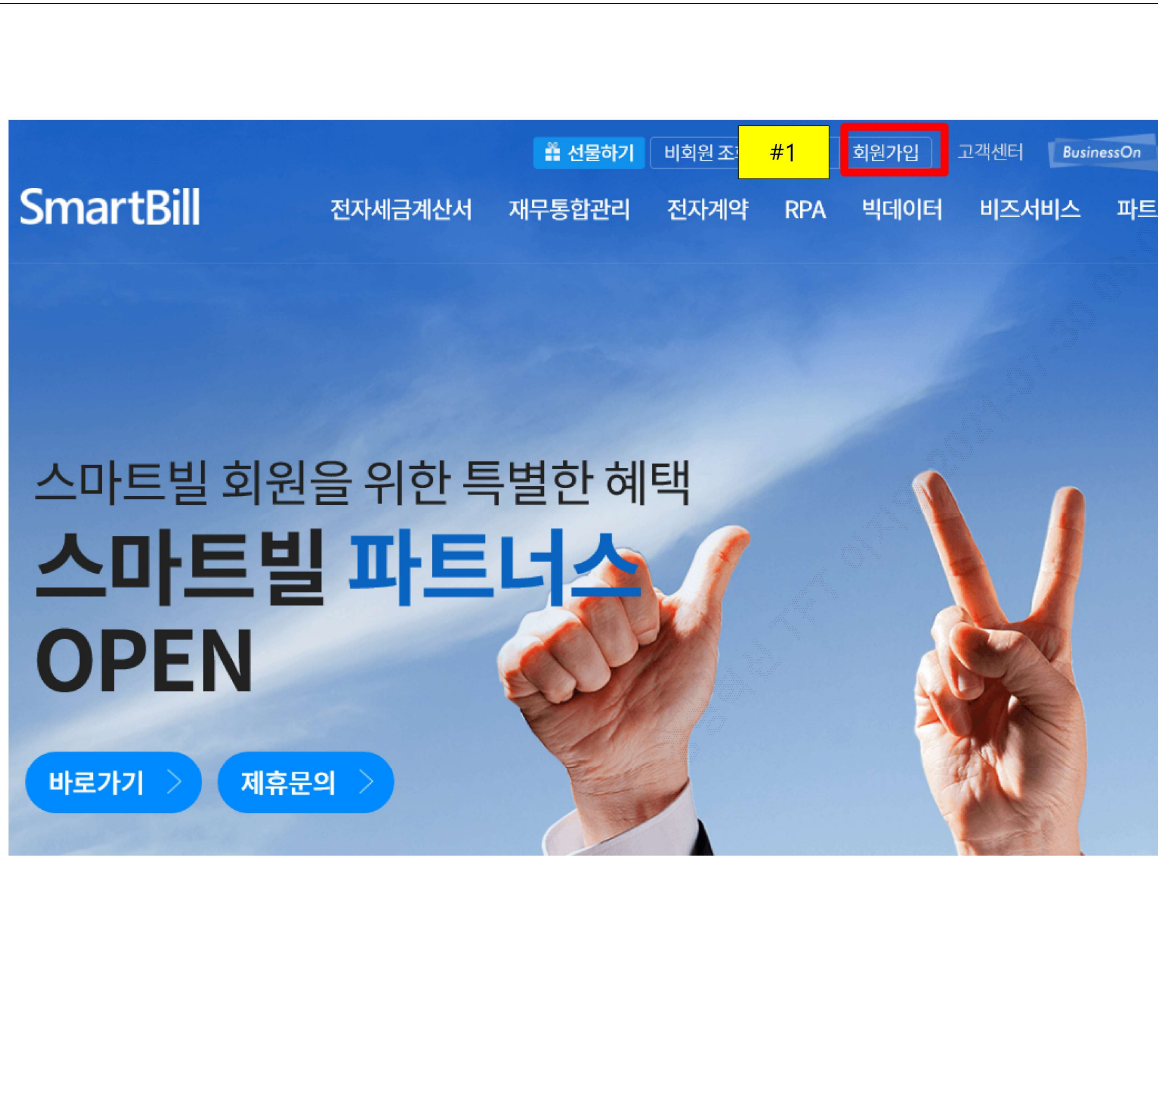 선물하기 비회원 조 #1 회원가입 고객센터 BusinessOn
SmartBill 전자세금계산서 재무통합관리 전자계약 RPA 빅데이터 비즈서비스 파트
스마트빌 회원을 위한 특별한 혜택
스마트빌 파트너스
OPEN
바로가기 제휴문의